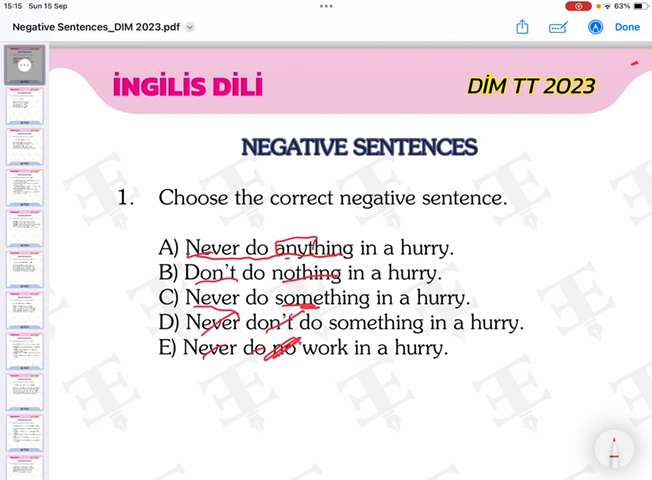 15:15 Sun 15 Sep
63%
Negative Sentences_DIM 2023.pdf
Done
İNGİLİS DİLİ
DİM TT 2023
NEGATIVE SENTENCES
1. Choose the correct negative sentence.
A) Never do anything in a hurry.
B) Don't do nothing in a hurry.
C) Never do something in a hurry.
D) Never don't do something in a hurry.
E) Never do no work in a hurry.